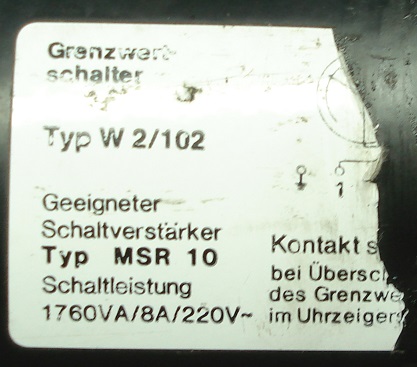 Grenzwert-
schalter
Typ W 2/102
1
Geeigneter
Schaltverstärker
Typ MSR 10
Schaltleistung
1760VA/8A/220V~
Kontakt s
bei Übersc
des Grenzwe
im Uhrzeiger